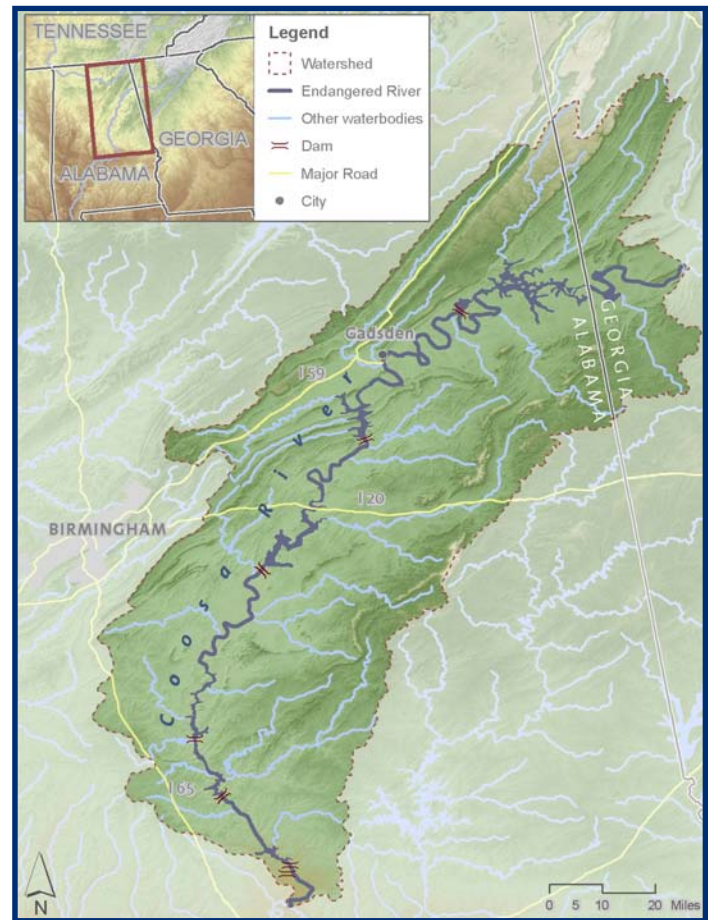 TENNESSEE
GEORGIA
ALABAMA
Legend
Watershed
Endangered River
Other waterbodies
Dam
Major Road
City
GEORGIA
ALABAMA
Gadsden
I 59
Coosa River
I 20
BIRMINGHAM
I 65
N
0 5 10 20 Miles